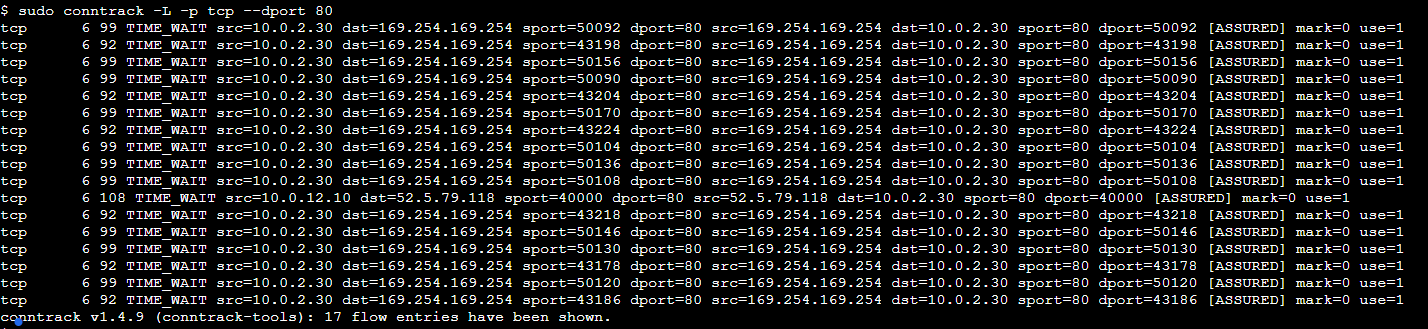 $ sudo conntrack -L -p tcp --dport 80
tcp      6 99 TIME_WAIT src=10.0.2.30 dst=169.254.169.254 sport=50092 dport=80 src=169.254.169.254 dst=10.0.2.30 sport=80 dport=50092 [ASSURED] mark=0 use=1
tcp      6 92 TIME_WAIT src=10.0.2.30 dst=169.254.169.254 sport=43198 dport=80 src=169.254.169.254 dst=10.0.2.30 sport=80 dport=43198 [ASSURED] mark=0 use=1
tcp      6 99 TIME_WAIT src=10.0.2.30 dst=169.254.169.254 sport=50156 dport=80 src=169.254.169.254 dst=10.0.2.30 sport=80 dport=50156 [ASSURED] mark=0 use=1
tcp      6 99 TIME_WAIT src=10.0.2.30 dst=169.254.169.254 sport=50090 dport=80 src=169.254.169.254 dst=10.0.2.30 sport=80 dport=50090 [ASSURED] mark=0 use=1
tcp      6 92 TIME_WAIT src=10.0.2.30 dst=169.254.169.254 sport=43204 dport=80 src=169.254.169.254 dst=10.0.2.30 sport=80 dport=43204 [ASSURED] mark=0 use=1
tcp      6 99 TIME_WAIT src=10.0.2.30 dst=169.254.169.254 sport=50170 dport=80 src=169.254.169.254 dst=10.0.2.30 sport=80 dport=50170 [ASSURED] mark=0 use=1
tcp      6 92 TIME_WAIT src=10.0.2.30 dst=169.254.169.254 sport=43224 dport=80 src=169.254.169.254 dst=10.0.2.30 sport=80 dport=43224 [ASSURED] mark=0 use=1
tcp      6 99 TIME_WAIT src=10.0.2.30 dst=169.254.169.254 sport=50104 dport=80 src=169.254.169.254 dst=10.0.2.30 sport=80 dport=50104 [ASSURED] mark=0 use=1
tcp      6 99 TIME_WAIT src=10.0.2.30 dst=169.254.169.254 sport=50136 dport=80 src=169.254.169.254 dst=10.0.2.30 sport=80 dport=50136 [ASSURED] mark=0 use=1
tcp      6 99 TIME_WAIT src=10.0.2.30 dst=169.254.169.254 sport=50108 dport=80 src=169.254.169.254 dst=10.0.2.30 sport=80 dport=50108 [ASSURED] mark=0 use=1
tcp      6 108 TIME_WAIT src=10.0.12.10 dst=52.5.79.118 sport=40000 dport=80 src=52.5.79.118 dst=10.0.2.30 sport=80 dport=40000 [ASSURED] mark=0 use=1
tcp      6 92 TIME_WAIT src=10.0.2.30 dst=169.254.169.254 sport=43218 dport=80 src=169.254.169.254 dst=10.0.2.30 sport=80 dport=43218 [ASSURED] mark=0 use=1
tcp      6 99 TIME_WAIT src=10.0.2.30 dst=169.254.169.254 sport=50146 dport=80 src=169.254.169.254 dst=10.0.2.30 sport=80 dport=50146 [ASSURED] mark=0 use=1
tcp      6 99 TIME_WAIT src=10.0.2.30 dst=169.254.169.254 sport=50130 dport=80 src=169.254.169.254 dst=10.0.2.30 sport=80 dport=50130 [ASSURED] mark=0 use=1
tcp      6 92 TIME_WAIT src=10.0.2.30 dst=169.254.169.254 sport=43178 dport=80 src=169.254.169.254 dst=10.0.2.30 sport=80 dport=43178 [ASSURED] mark=0 use=1
tcp      6 99 TIME_WAIT src=10.0.2.30 dst=169.254.169.254 sport=50120 dport=80 src=169.254.169.254 dst=10.0.2.30 sport=80 dport=50120 [ASSURED] mark=0 use=1
tcp      6 92 TIME_WAIT src=10.0.2.30 dst=169.254.169.254 sport=43186 dport=80 src=169.254.169.254 dst=10.0.2.30 sport=80 dport=43186 [ASSURED] mark=0 use=1
conntrack v1.4.9 (conntrack-tools): 17 flow entries have been shown.